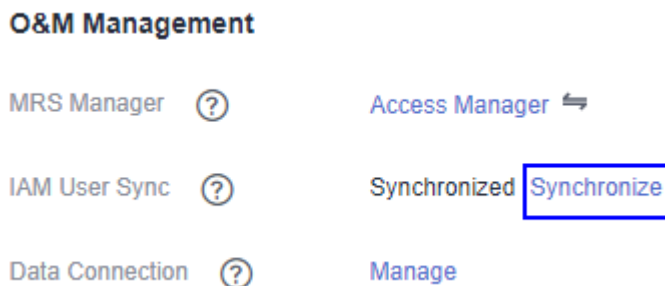 O&M Management
MRS Manager ? Access Manager ⇋
IAM User Sync ? Synchronized Synchronize
Data Connection ? Manage